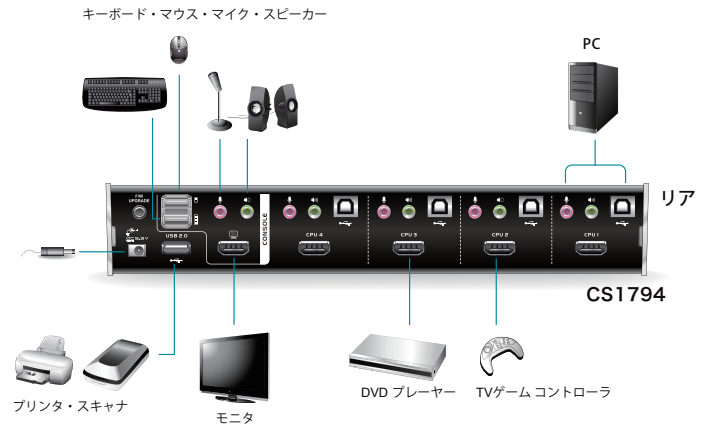 キーボード・マウス・マイク・スピーカー
PC
リア
F/W
UPGRADE
USB 2.0
CONSOLE
CPU 4
CPU 3
CPU 2
CPU 1
CS1794
プリンタ・スキャナ
モニタ
DVD プレーヤー
TVゲーム コントローラ